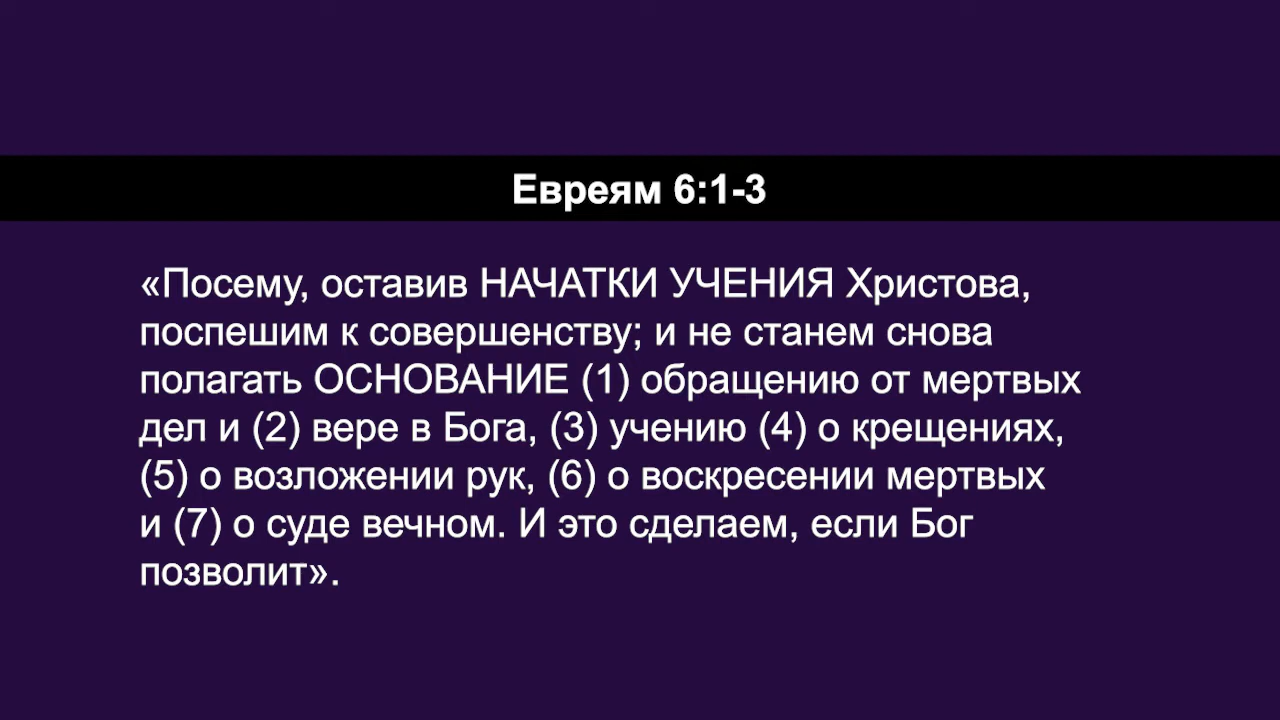 Евреям 6:1-3
«Посему, оставив НАЧАТКИ УЧЕНИЯ Христова,
поспешим к совершенству; и не станем снова
полагать ОСНОВАНИЕ (1) обращению от мертвых
дел и (2) вере в Бога, (3) учению (4) о крещениях,
(5) о возложении рук, (6) о воскресении мертвых
и (7) о суде вечном. И это сделаем, если Бог
позволит».